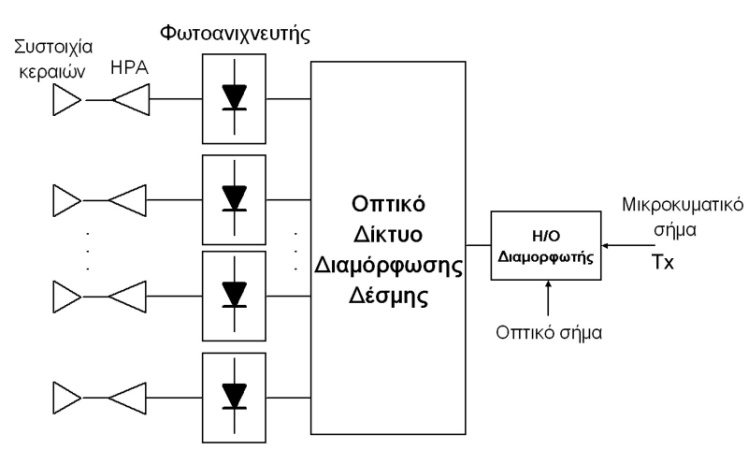 Συστοιχία
κεραιών
HPA
Φωτοανιχνευτής
Οπτικό
Δίκτυο
Διαμόρφωσης
Δέσμης
Η/Ο
Διαμορφωτής
Μικροκυματικό
σήμα
Tx
Οπτικό σήμα